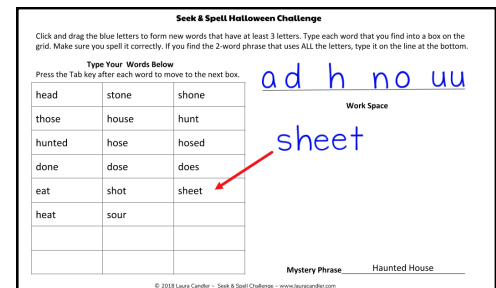 Seek & Spell Halloween Challenge
Click and drag the blue letters to form new words that have at least 3 letters. Type each word that you find into a box on the
grid. Make sure you spell it correctly. If you find the 2-word phrase that uses ALL the letters, type it on the line at the bottom.
Type Your Words Below
Press the Tab key after each word to move to the next box.
ad h no uu
Work Space
head stone shone
those house hunt
hunted hose hosed
done dose does
eat shot sheet
heat sour
sheet
Mystery Phrase Haunted House
© 2018 Laura Candler ~ Seek & Spell Challenge ~ www.lauracandler.com